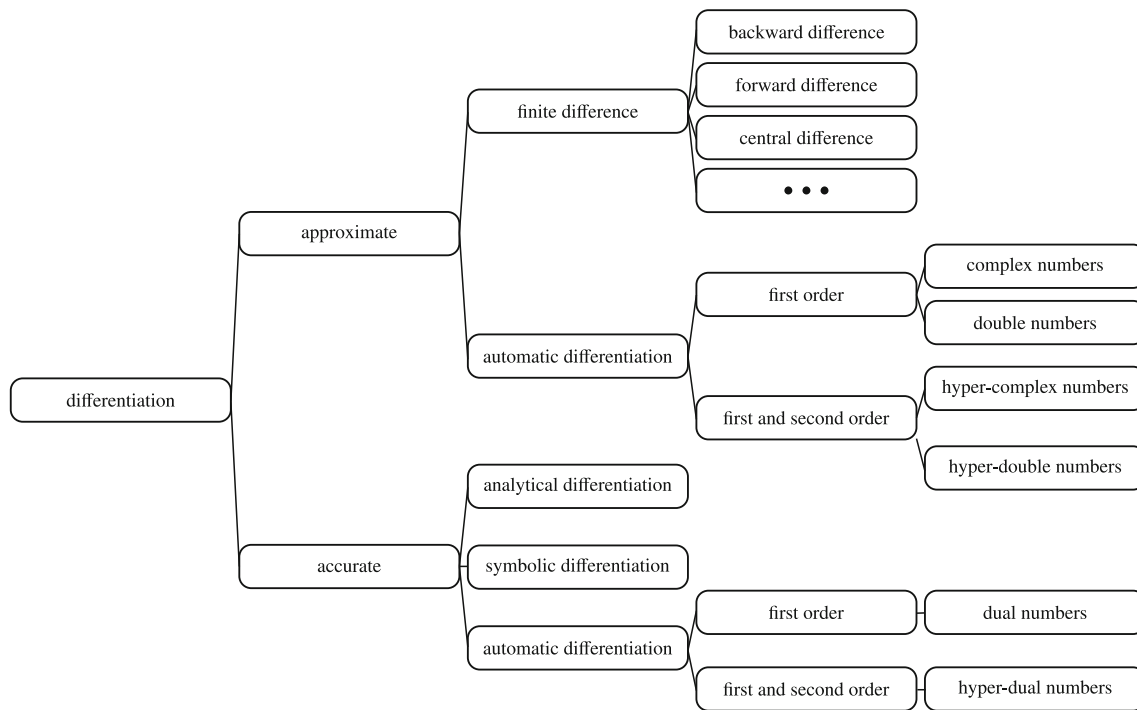 backward difference
forward difference
finite difference
central difference
• • •
approximate
complex numbers
first order
double numbers
automatic differentiation
hyper-complex numbers
differentiation
first and second order
hyper-double numbers
analytical differentiation
accurate
symbolic differentiation
first order
dual numbers
automatic differentiation
first and second order
hyper-dual numbers